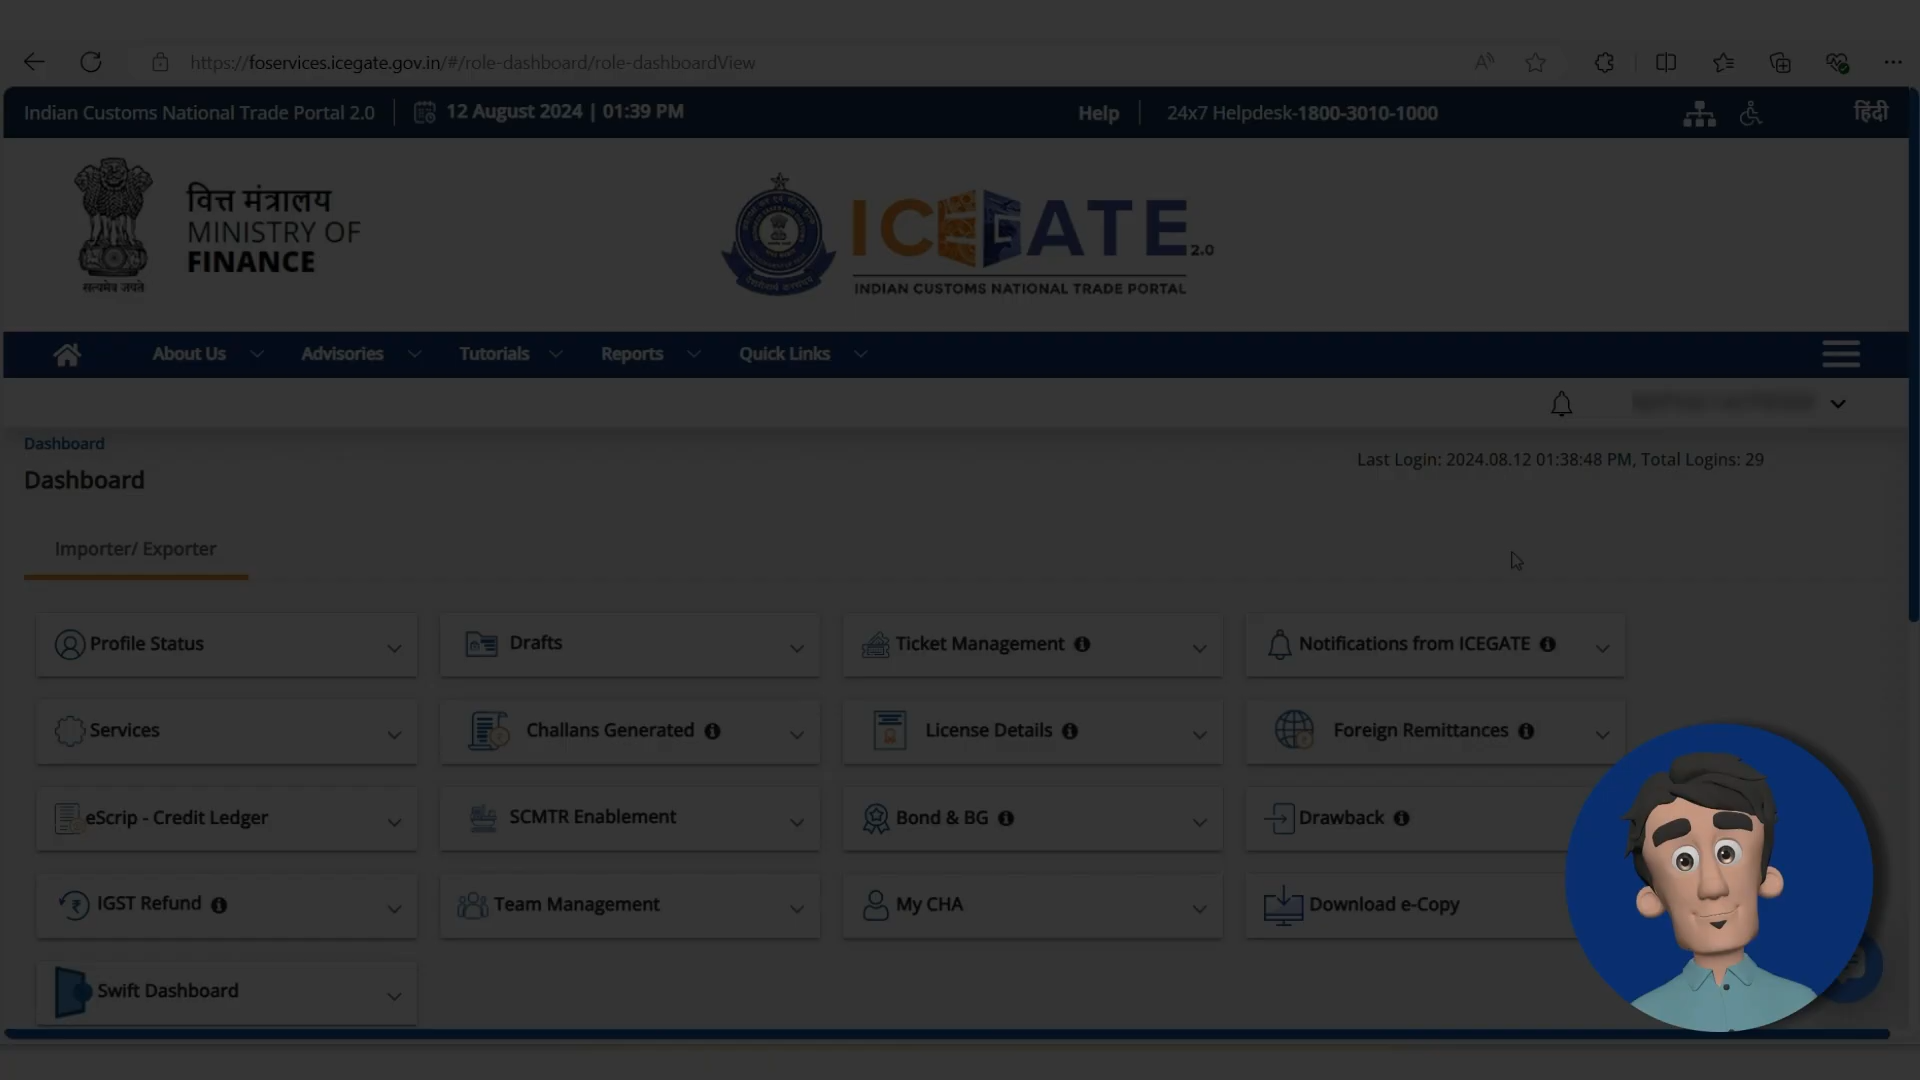 https://foservices.icegate.gov.in/#/role-dashboard/role-dashboardView
Indian Customs National Trade Portal 2.0
12 August 2024 | 01:39 PM
Help
24x7 Helpdesk-1800-3010-1000
हिंदी
वित्त मंत्रालय
MINISTRY OF
FINANCE
सत्यमेव जयते
ICEGATE 2.0
INDIAN CUSTOMS NATIONAL TRADE PORTAL
About Us
Advisories
Tutorials
Reports
Quick Links
Dashboard
Last Login: 2024.08.12 01:38:48 PM, Total Logins: 29
Dashboard
Importer/ Exporter
Profile Status
Drafts
Ticket Management
Notifications from ICEGATE
Services
Challans Generated
License Details
Foreign Remittances
eScrip - Credit Ledger
SCMTR Enablement
Bond & BG
Drawback
IGST Refund
Team Management
My CHA
Download e-Copy
Swift Dashboard